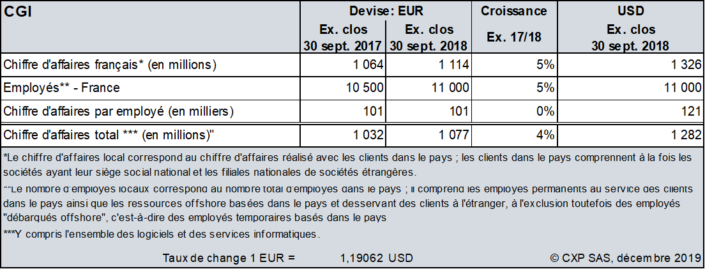 CGI Devise: EUR Croissance USD
Ex. clos Ex. clos Ex. 17/18 Ex. clos
30 sept. 2017 30 sept. 2018 30 sept. 2018
Chiffre d'affaires français* (en millions) 1 064 1 114 5% 1 326
Employés** - France 10 500 11 000 5% 11 000
Chiffre d'affaires par employé (en milliers) 101 101 0% 121
Chiffre d'affaires total *** (en millions)" 1 032 1 077 4% 1 282
*Le chiffre d'affaires local correspond au chiffre d'affaires réalisé avec les clients dans le pays ; les clients dans le pays comprennent à la fois les
sociétés ayant leur siège social national et les filiales nationales de sociétés étrangères.
**Le nombre d'employés locaux correspond au nombre total d'employés dans le pays ; il comprend les employés permanents au service des clients
dans le pays ainsi que les ressources offshore basées dans le pays et desservant des clients à l'étranger, à l'exclusion toutefois des employés
"débarqués offshore", c'est-à-dire des employés temporaires basés dans le pays
***Y compris l'ensemble des logiciels et des services informatiques.
Taux de change 1 EUR = 1,19062 USD © CXP SAS, décembre 2019